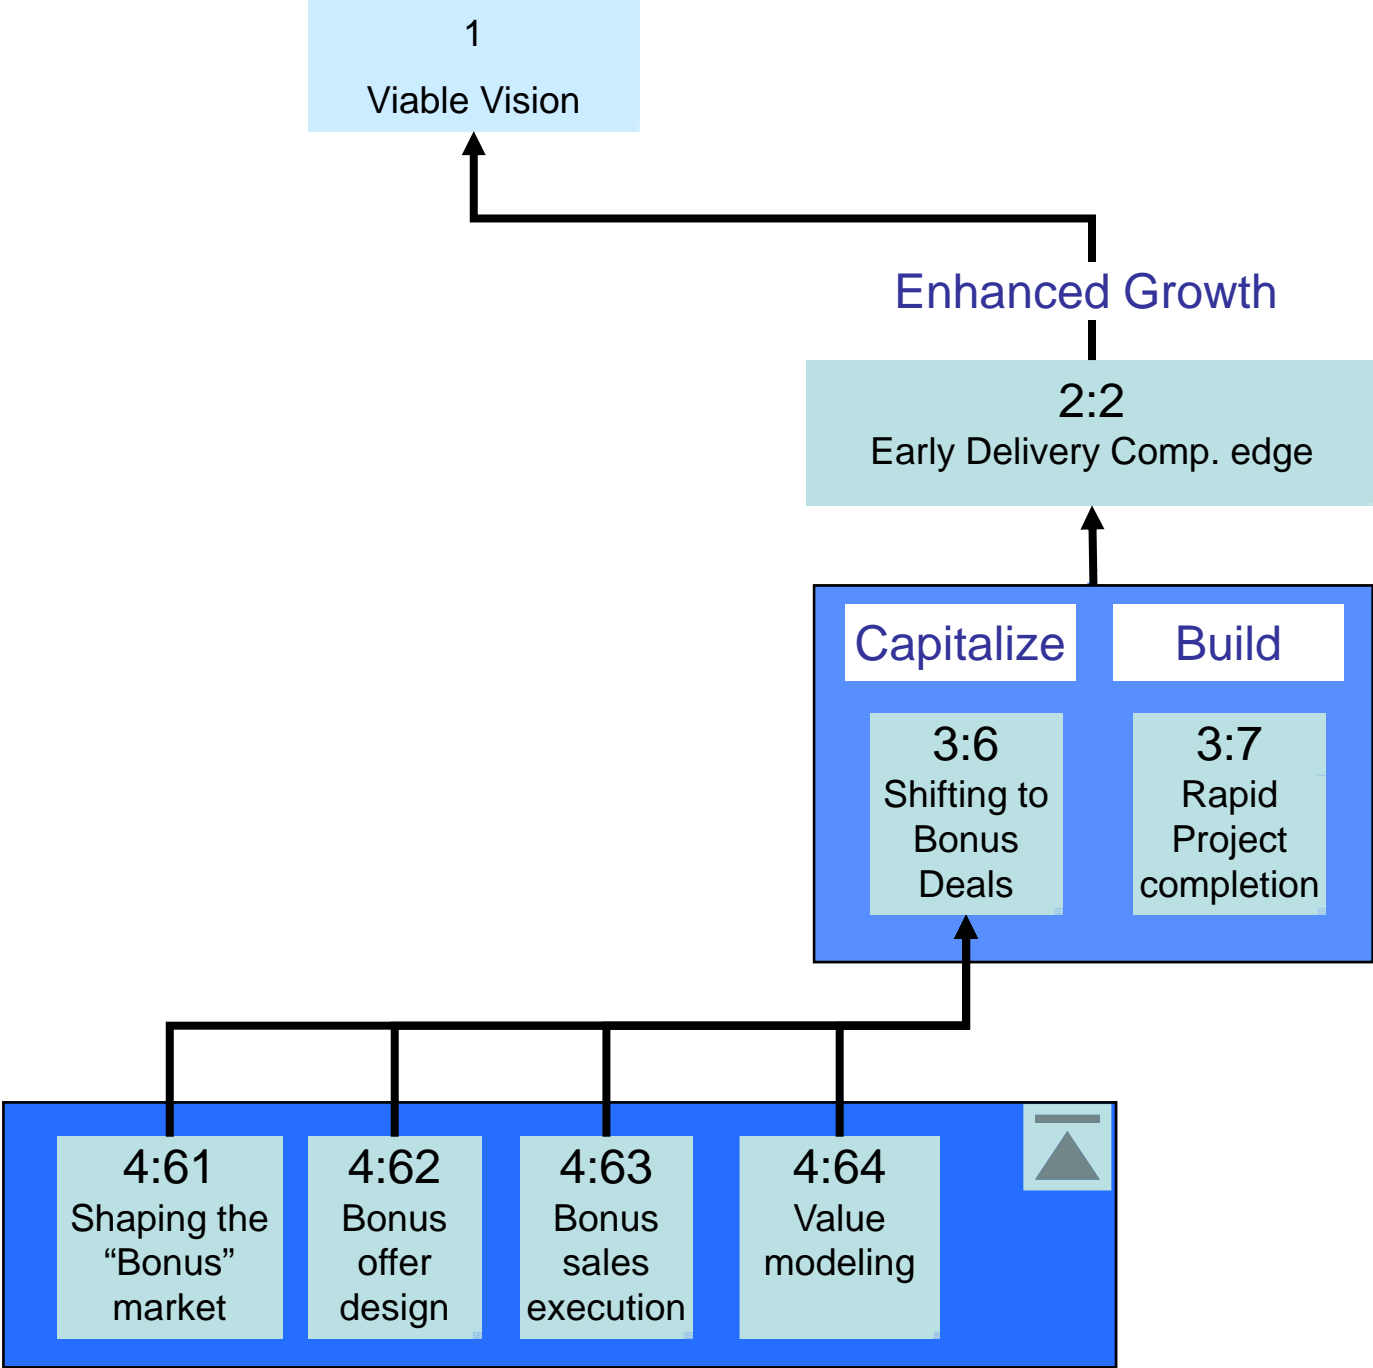 1
Viable Vision
Enhanced Growth
2:2
Early Delivery Comp. edge
Capitalize
Build
3:6
Shifting to
Bonus
Deals
3:7
Rapid
Project
completion
4:61
Shaping the
“Bonus”
market
4:62
Bonus
offer
design
4:63
Bonus
sales
execution
4:64
Value
modeling